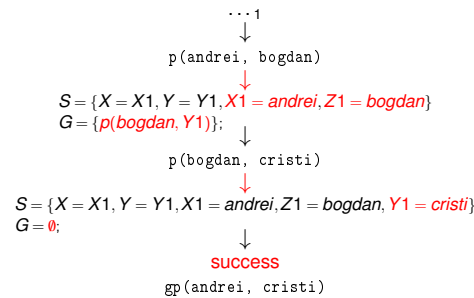 ...1
p(andrei, bogdan)
S = {X = X1, Y = Y1, X1 = andrei, Z1 = bogdan}
G = {p(bogdan, Y1)};
p(bogdan, cristi)
S = {X = X1, Y = Y1, X1 = andrei, Z1 = bogdan, Y1 = cristi}
G = ∅;
success
gp(andrei, cristi)